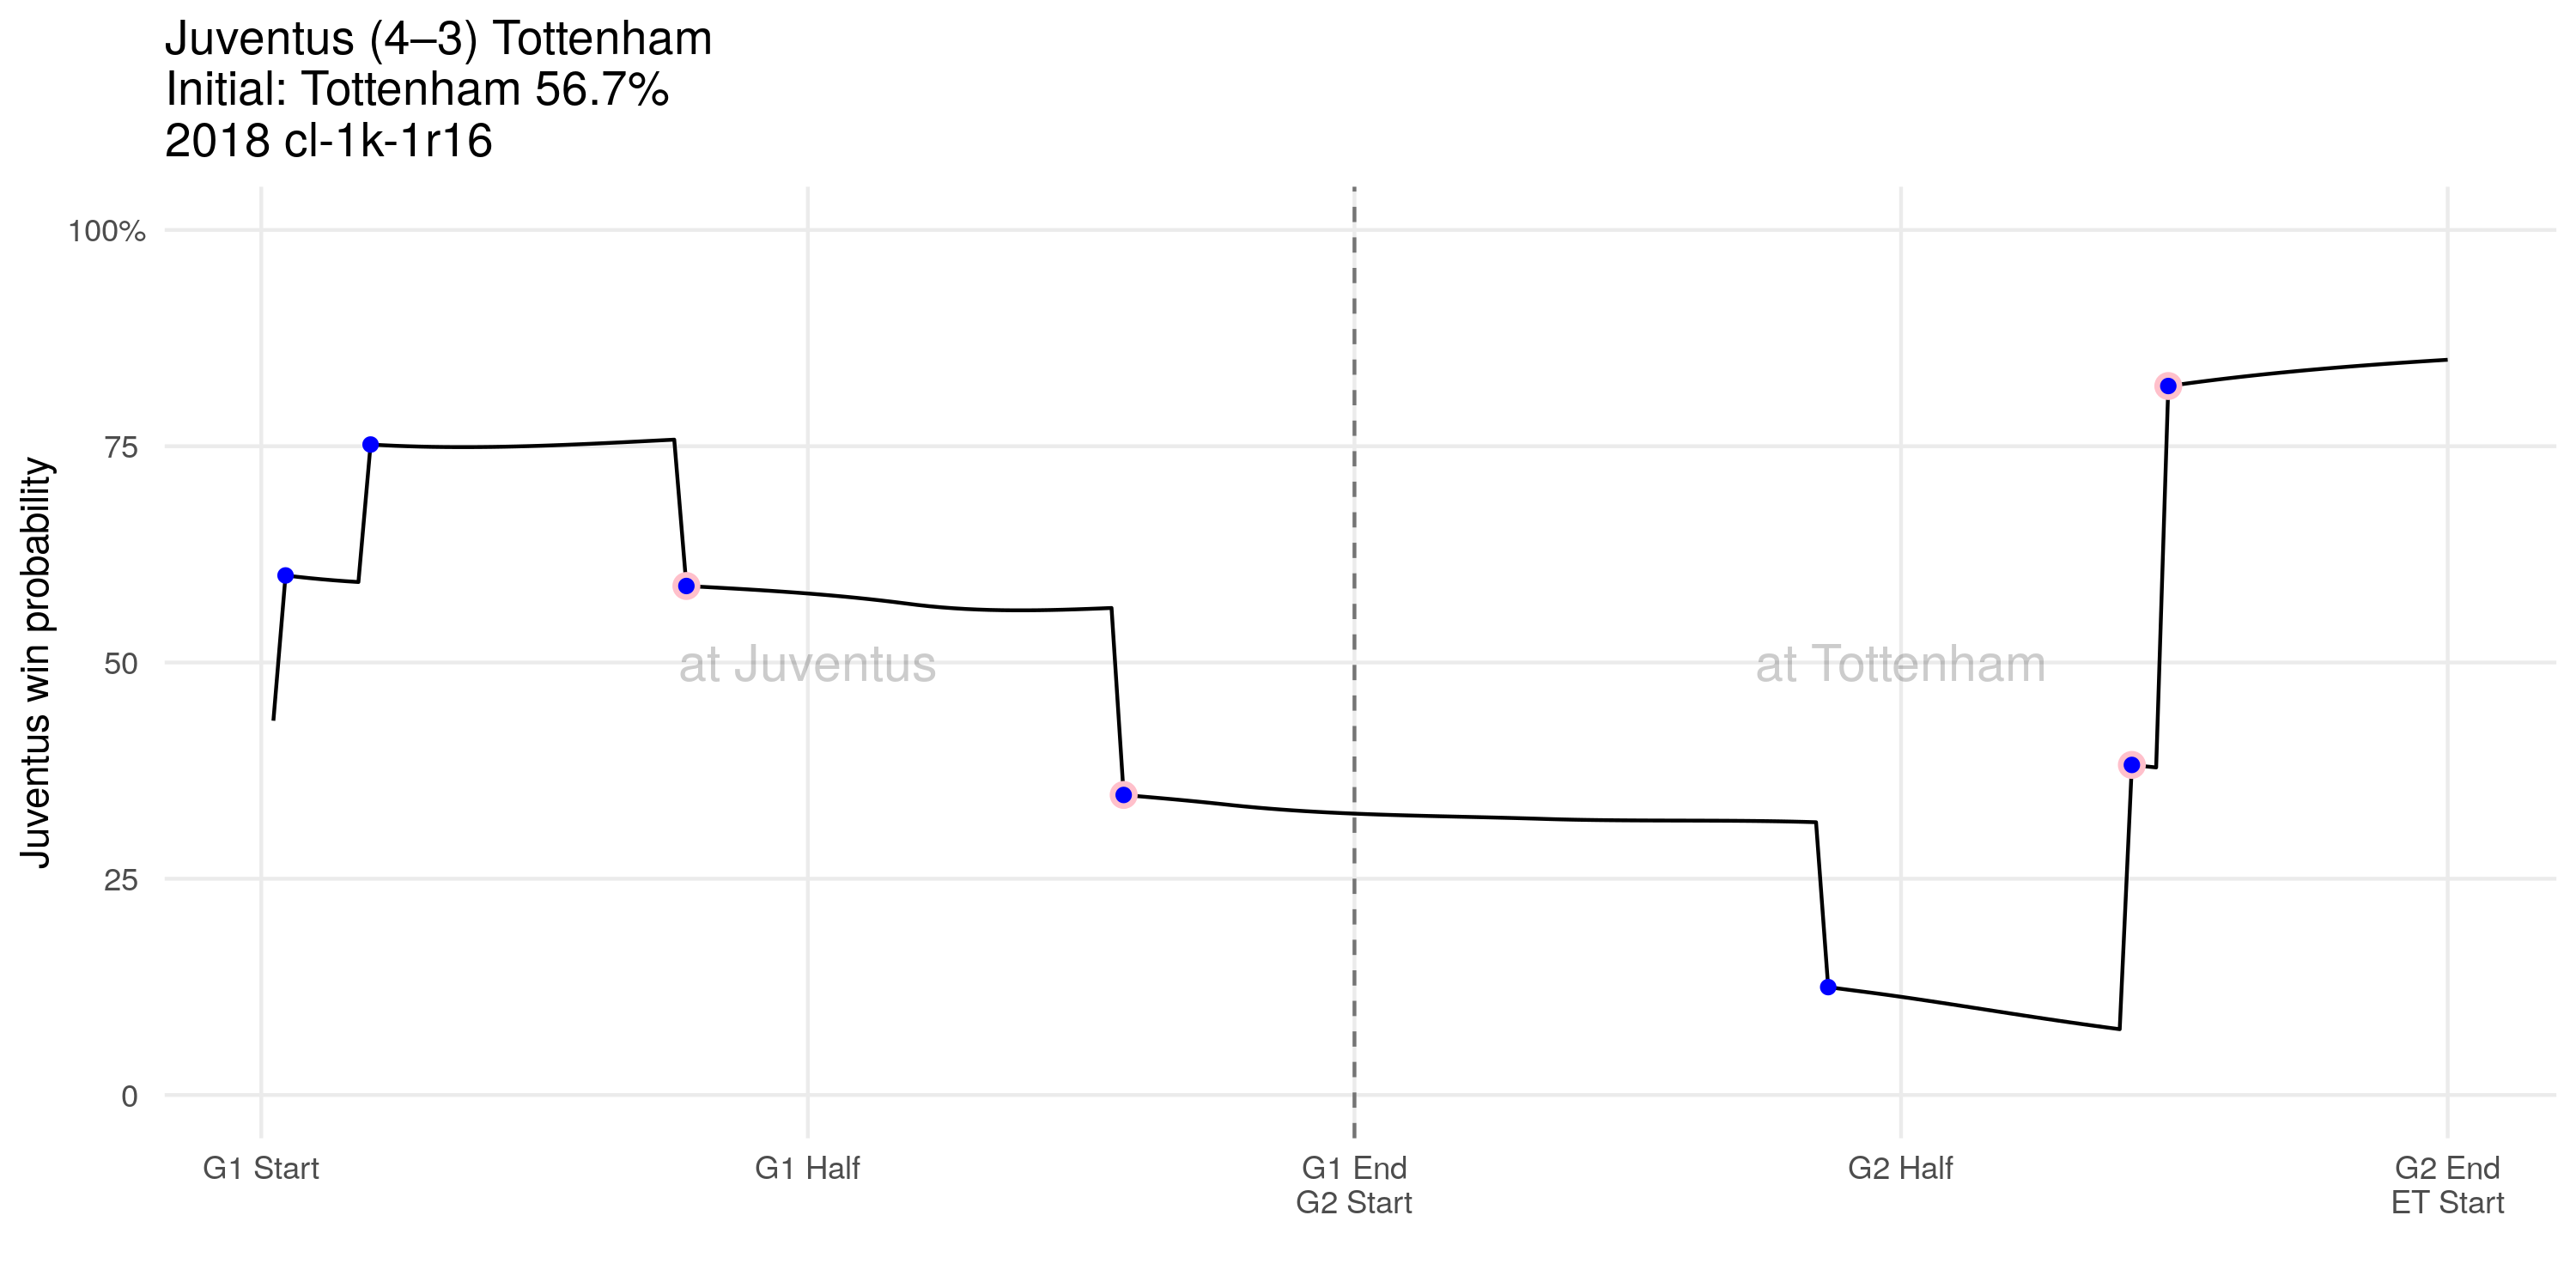 Juventus (4–3) Tottenham
Initial: Tottenham 56.7%
2018 cl-1k-1r16
Juventus win probability
100%
75
50
25
0
at Juventus
at Tottenham
G1 Start
G1 Half
G1 End
G2 Start
G2 Half
G2 End
ET Start